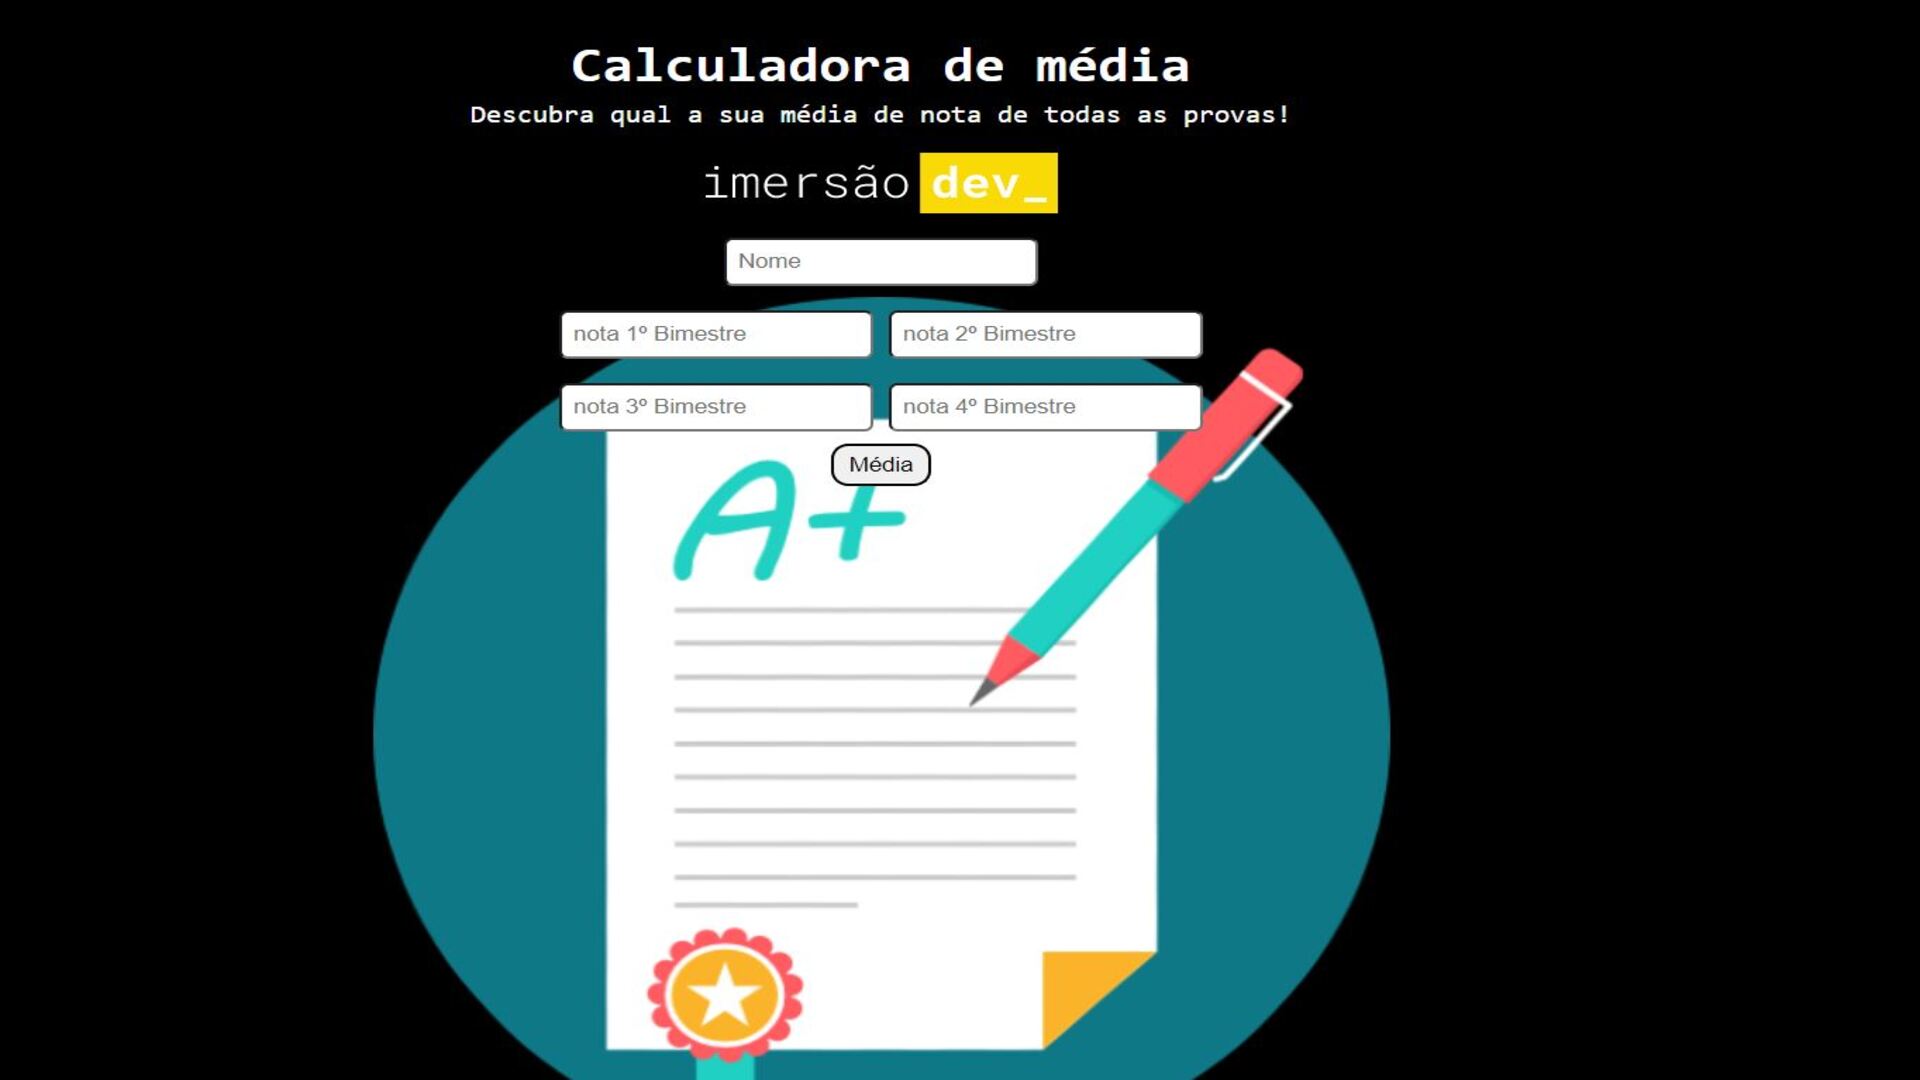 Calculadora de média
Descubra qual a sua média de nota de todas as provas!
imersão dev_
Nome
nota 1º Bimestre nota 2º Bimestre
nota 3º Bimestre nota 4º Bimestre
Média
A+